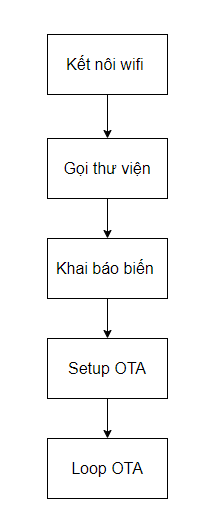 Kết nôi wifi
Gọi thư viện
Khai báo biến
Setup OTA
Loop OTA